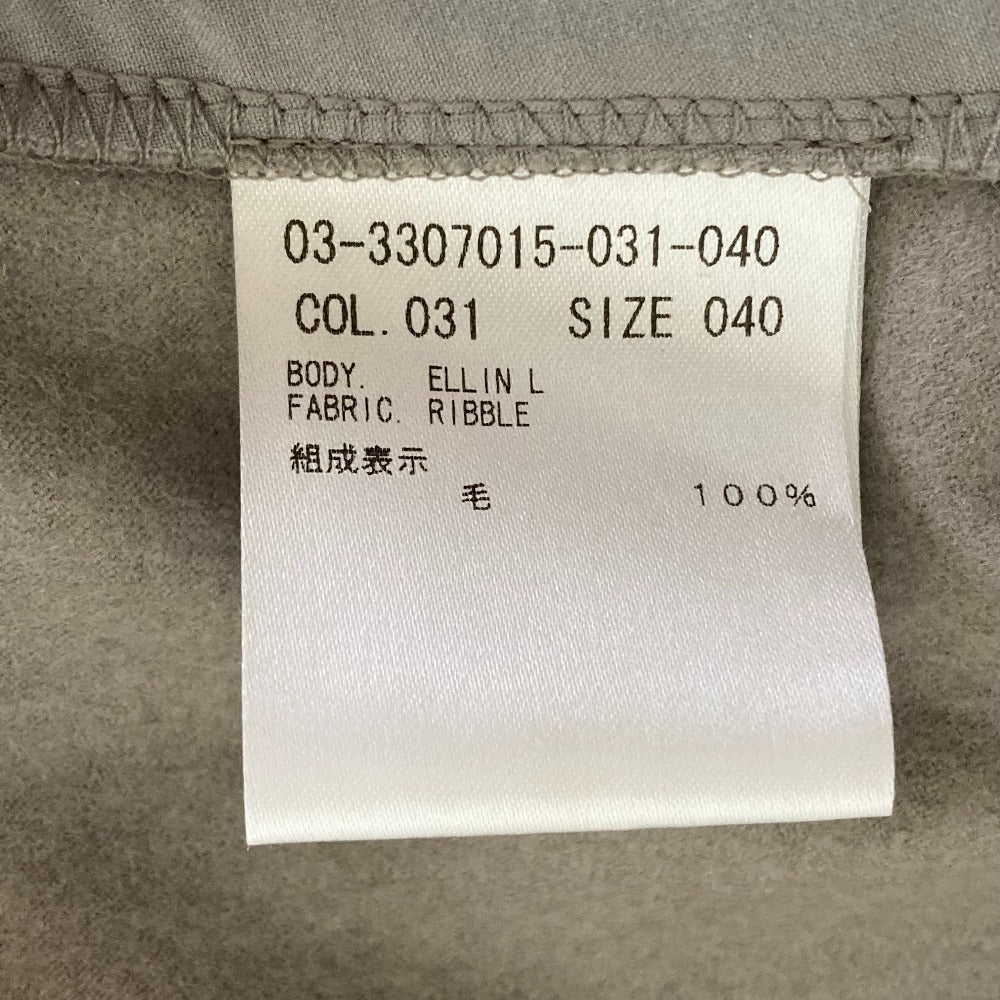 03-3307015-031-040
COL. 031 SIZE 040
BODY. ELLIN L
FABRIC. RIBBLE
組成表示
毛 100%